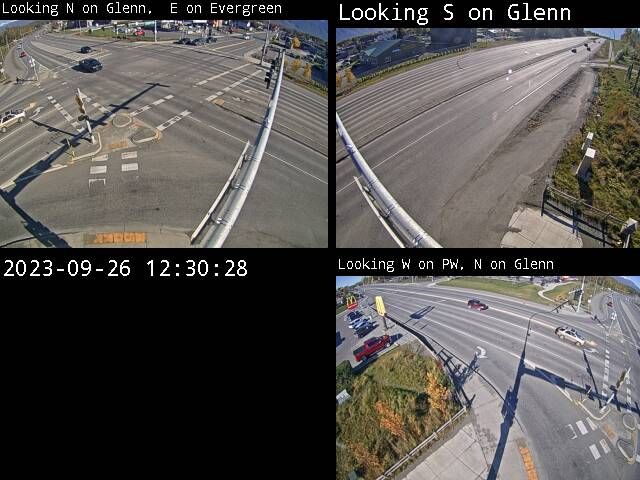 Looking N on Glenn,  E on Evergreen
Looking S on Glenn
2023-09-26 12:30:28
Looking W on PW, N on Glenn